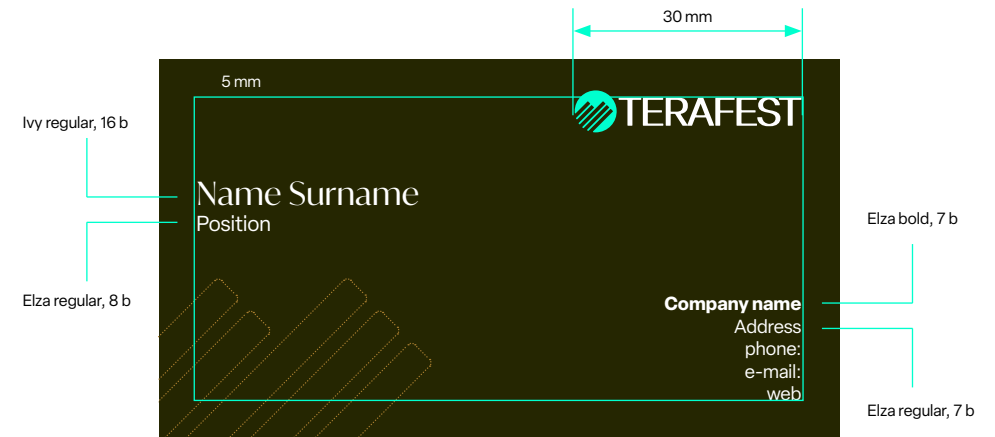 30 mm
5 mm
TERAFEST
Ivy regular, 16 b
Name Surname
Position
Elza regular, 8 b
Elza bold, 7 b
Company name
Address
phone:
e-mail:
web
Elza regular, 7 b